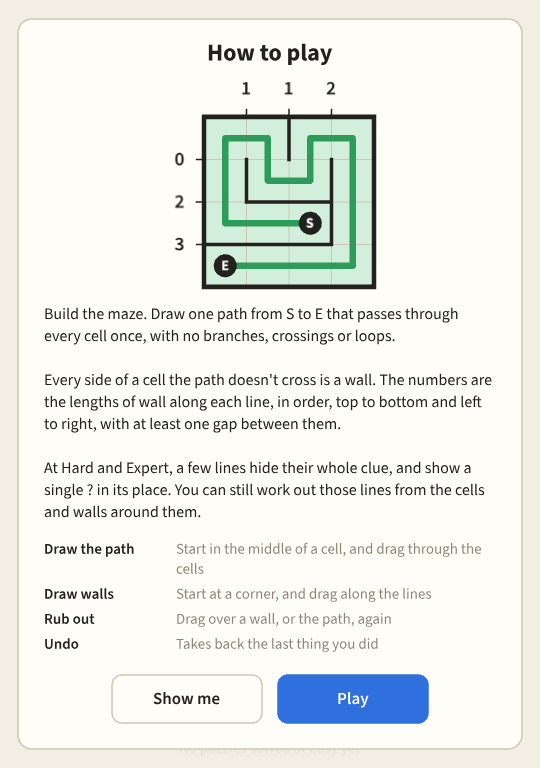 How to play
1 1 2
0
2
S
3
E
Build the maze. Draw one path from S to E that passes through
every cell once, with no branches, crossings or loops.
Every side of a cell the path doesn't cross is a wall. The numbers are
the lengths of wall along each line, in order, top to bottom and left
to right, with at least one gap between them.
At Hard and Expert, a few lines hide their whole clue, and show a
single ? in its place. You can still work out those lines from the cells
and walls around them.
Draw the path Start in the middle of a cell, and drag through the
cells
Draw walls Start at a corner, and drag along the lines
Rub out Drag over a wall, or the path, again
Undo Takes back the last thing you did
Show me Play